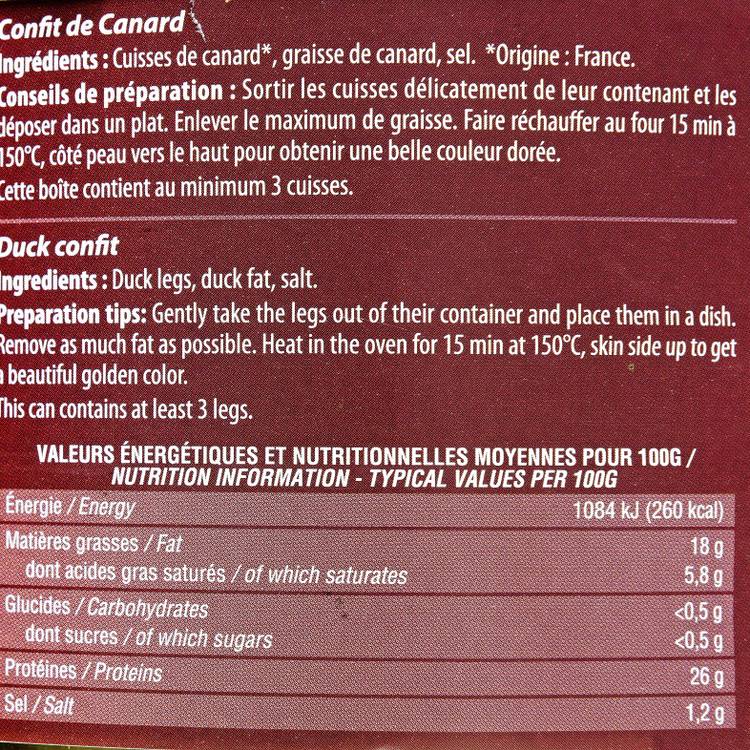 Confit de Canard
Ingrédients : Cuisses de canard*, graisse de canard, sel. *Origine : France.
Conseils de préparation : Sortir les cuisses délicatement de leur contenant et les
déposer dans un plat. Enlever le maximum de graisse. Faire réchauffer au four 15 min à
150°C, côté peau vers le haut pour obtenir une belle couleur dorée.
Cette boîte contient au minimum 3 cuisses.
Duck confit
Ingredients : Duck legs, duck fat, salt.
Preparation tips: Gently take the legs out of their container and place them in a dish.
Remove as much fat as possible. Heat in the oven for 15 min at 150°C, skin side up to get
a beautiful golden color.
This can contains at least 3 legs.
VALEURS ÉNERGÉTIQUES ET NUTRITIONNELLES MOYENNES POUR 100G /
NUTRITION INFORMATION - TYPICAL VALUES PER 100G
Énergie / Energy 1084 kJ (260 kcal)
Matières grasses / Fat 18 g
dont acides gras saturés / of which saturates 5,8 g
Glucides / Carbohydrates <0,5 g
dont sucres / of which sugars <0,5 g
Protéines / Proteins 26 g
Sel / Salt 1,2 g